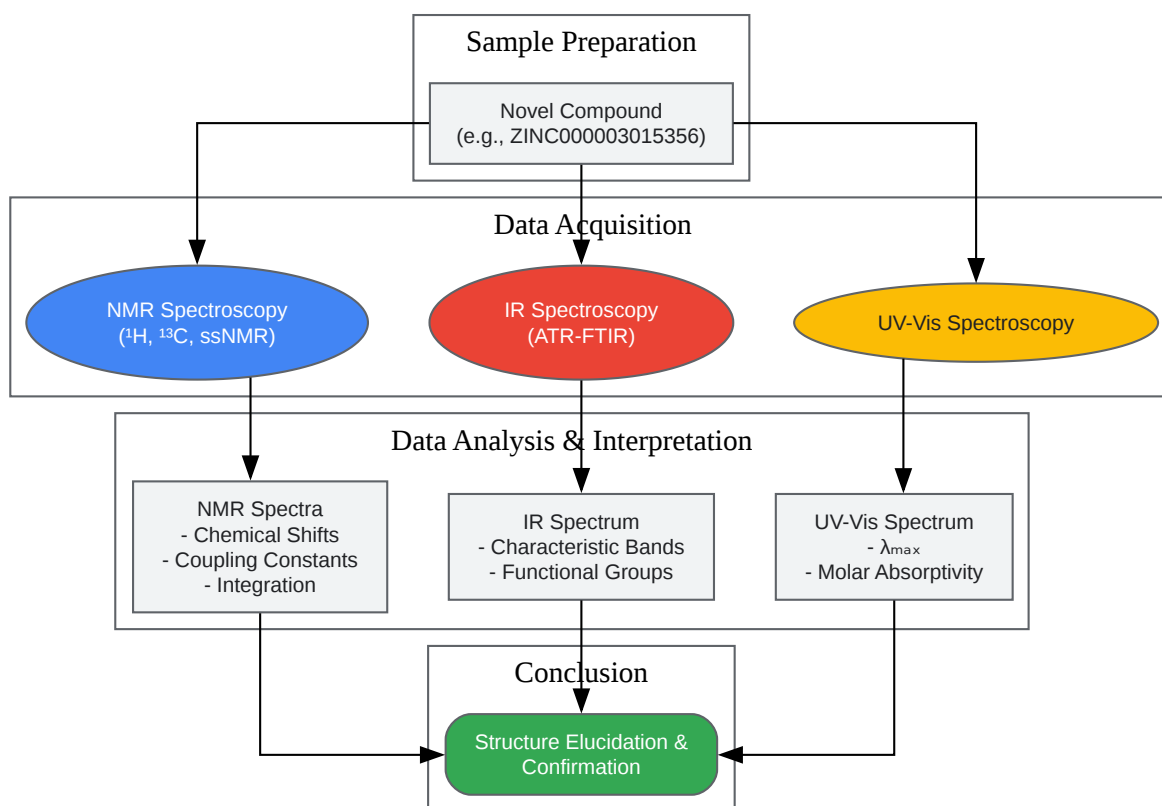 Sample Preparation
Novel Compound
(e.g., ZINC000003015356)
Data Acquisition
NMR Spectroscopy
(¹H, ¹³C, ssNMR)
IR Spectroscopy
(ATR-FTIR)
UV-Vis Spectroscopy
Data Analysis & Interpretation
NMR Spectra
- Chemical Shifts
- Coupling Constants
- Integration
IR Spectrum
- Characteristic Bands
- Functional Groups
UV-Vis Spectrum
- λₘₐₓ
- Molar Absorptivity
Conclusion
Structure Elucidation &
Confirmation